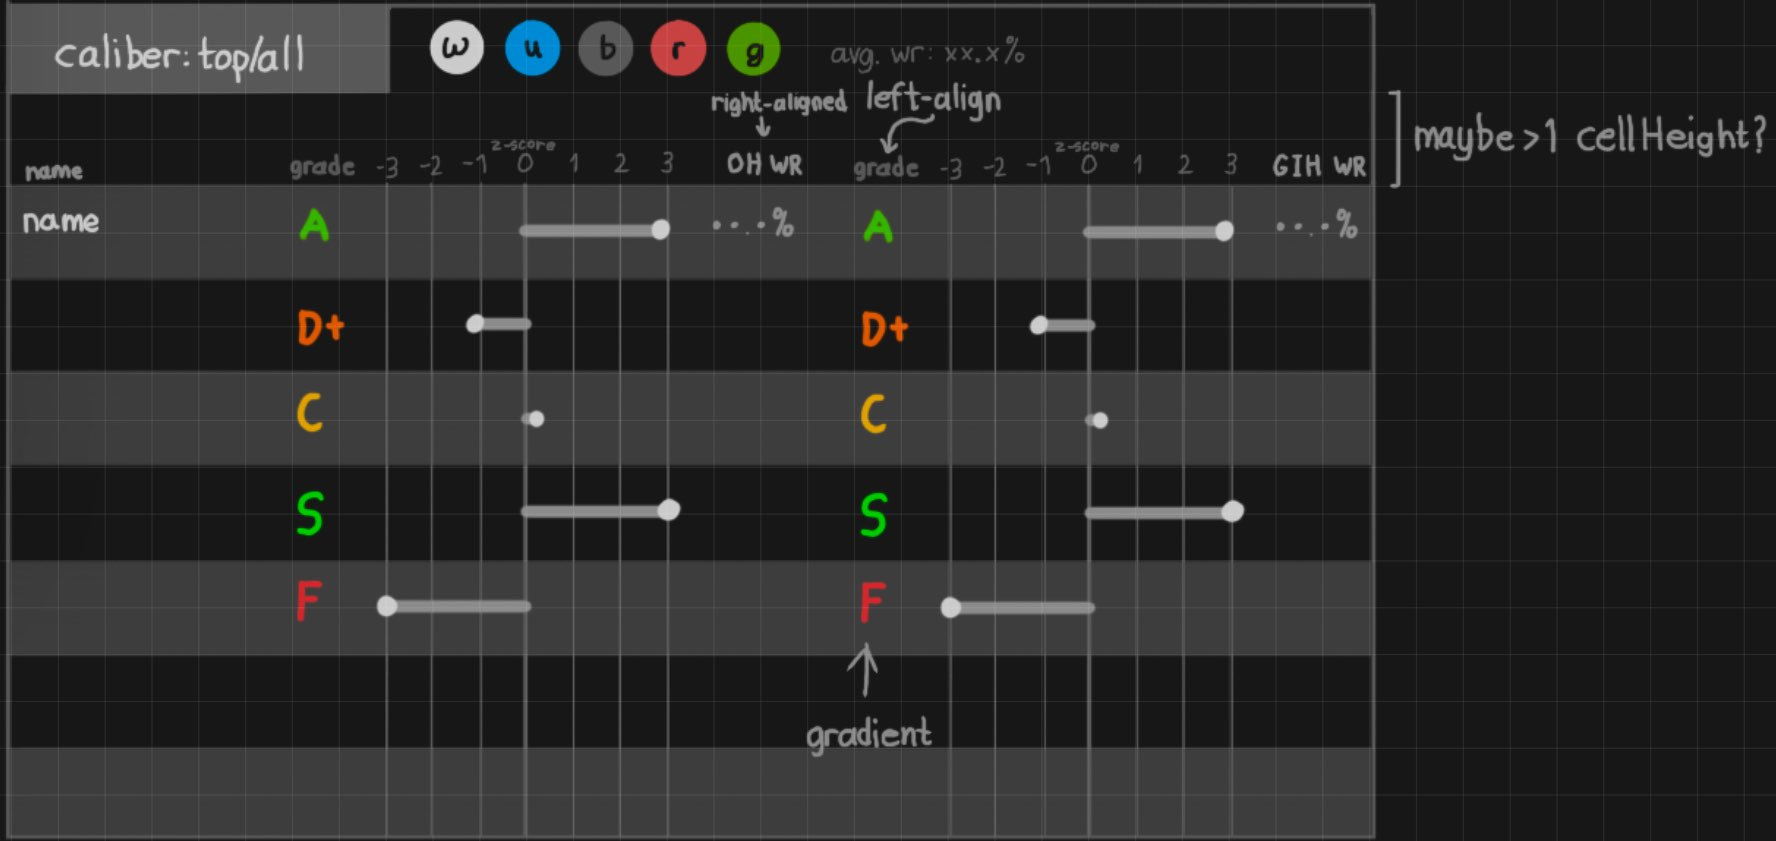 caliber: top/all
w u b r g
avg. wr: xx.x%
right-aligned left-align
maybe >1 cellHeight?
z-score z-score
name grade -3 -2 -1 0 1 2 3 OH WR grade -3 -2 -1 0 1 2 3 GIH WR
name A ••.•% A ••.•%
D+ D+
C C
S S
F F
gradient